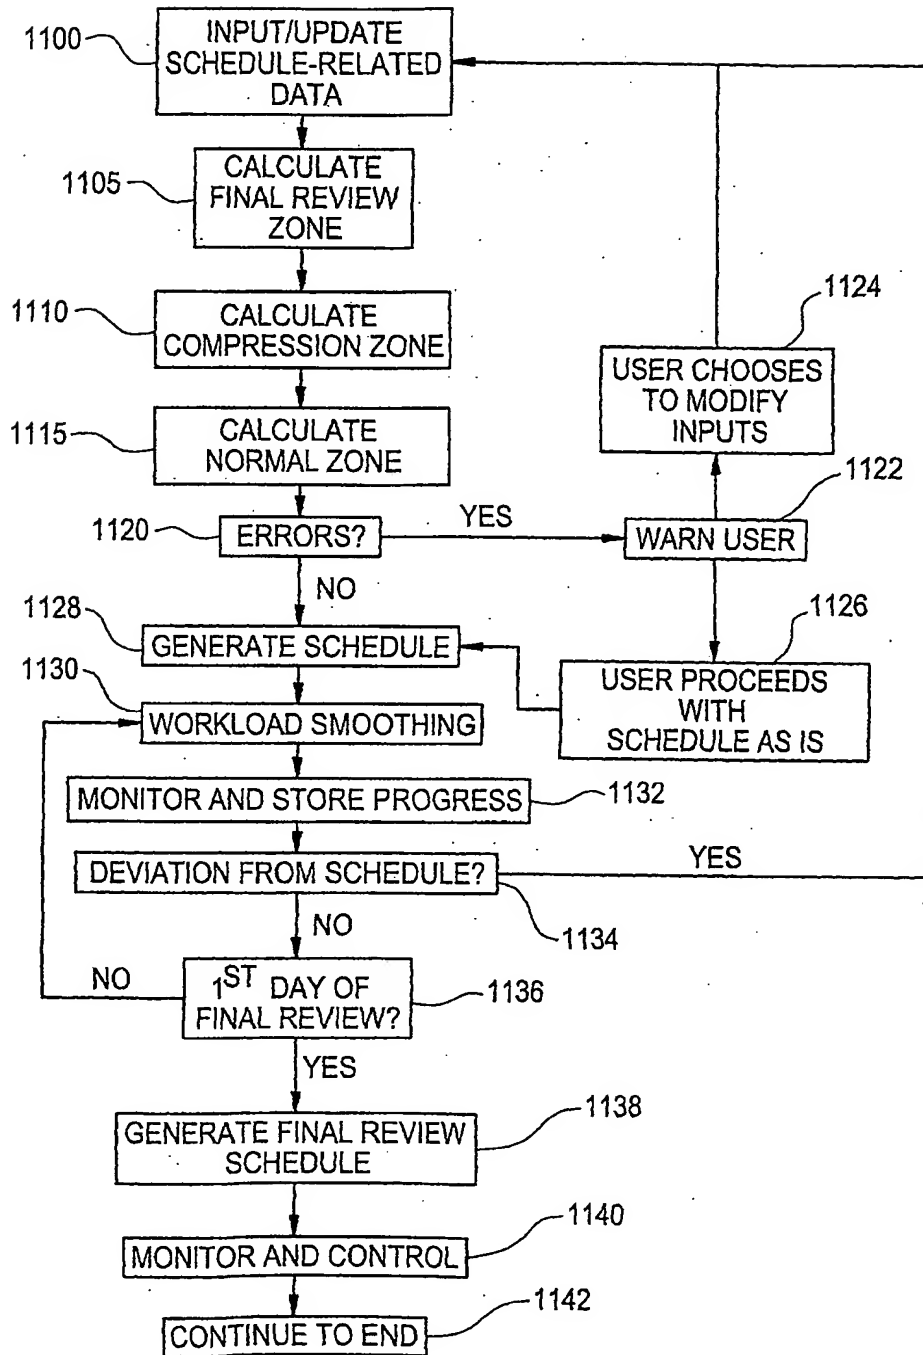 1100
INPUT/UPDATE
SCHEDULE-RELATED
DATA
1105
CALCULATE
FINAL REVIEW
ZONE
1110
CALCULATE
COMPRESSION ZONE
1124
USER CHOOSES
TO MODIFY
INPUTS
1115
CALCULATE
NORMAL ZONE
1122
1120
ERRORS?
YES
WARN USER
NO
1128
GENERATE SCHEDULE
1126
USER PROCEEDS
WITH
SCHEDULE AS IS
1130
WORKLOAD SMOOTHING
MONITOR AND STORE PROGRESS
1132
DEVIATION FROM SCHEDULE?
YES
1134
NO
NO
1ST DAY OF
FINAL REVIEW?
1136
YES
GENERATE FINAL REVIEW
SCHEDULE
1138
MONITOR AND CONTROL
1140
CONTINUE TO END
1142